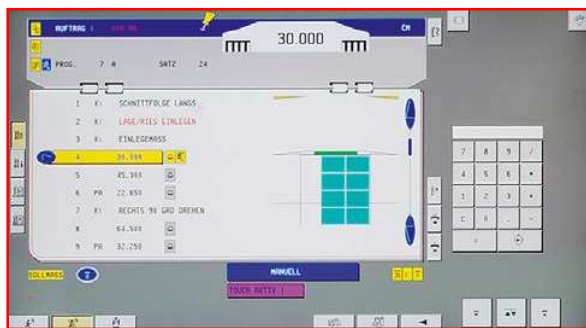 AUFTRAG : CM
30.000
PROG. 7 A SATZ 24
1 K: SCHNITTFOLGE LANGS
2 K: LAGE/RIES EINLEGEN
3 K: EINLEGEMASS
4 30.000
5 45.300
6 PA 22.850
7 K: RECHTS 90 GRD DREHEN
8 64.500
9 PA 32.250
SOLLMASS
MANUELL
TOUCH AKTIV !
7 8 9 /
4 5 6 *
1 2 3 +
C 0 . -